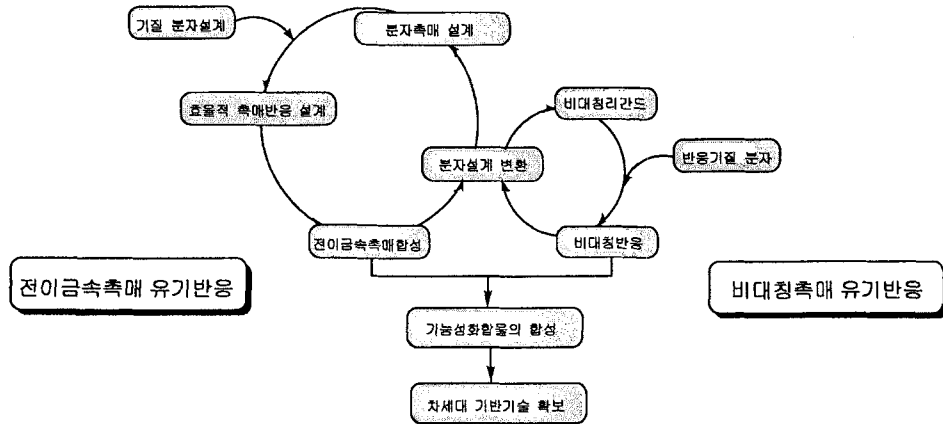 기질 분자설계
분자촉매 설계
효율적 촉매반응 설계
비대칭리간드
분자설계 변환
반응기질 분자
전이금속촉매합성
비대칭반응
전이금속촉매 유기반응
비대칭촉매 유기반응
기능성화합물의 합성
차세대 기반기술 확보